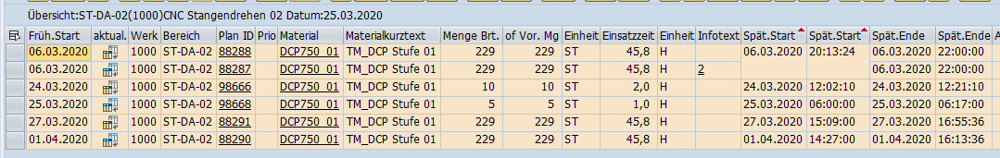 Übersicht:ST-DA-02(1000)CNC Stangendrehen 02 Datum:25.03.2020
Früh.Start aktual. Werk Bereich Plan ID Prio Material Materialkurztext Menge Brt. of Vor. Mg Einheit Einsatzzeit Einheit Infotext Spät.Start Spät.Start Spät.Ende Spät.Ende A
06.03.2020 1000 ST-DA-02 88288 DCP750_01 TM_DCP Stufe 01 229 229 ST 45,8 H 06.03.2020 20:13:24 06.03.2020 22:00:00
06.03.2020 1000 ST-DA-02 88287 DCP750_01 TM_DCP Stufe 01 229 229 ST 45,8 H 2 06.03.2020 22:00:00
24.03.2020 1000 ST-DA-02 98666 DCP750_01 TM_DCP Stufe 01 10 10 ST 2,0 H 24.03.2020 12:02:10 24.03.2020 12:21:10
25.03.2020 1000 ST-DA-02 98668 DCP750_01 TM_DCP Stufe 01 5 5 ST 1,0 H 25.03.2020 06:00:00 25.03.2020 06:17:00
27.03.2020 1000 ST-DA-02 88291 DCP750_01 TM_DCP Stufe 01 229 229 ST 45,8 H 27.03.2020 15:09:00 27.03.2020 16:55:36
01.04.2020 1000 ST-DA-02 88290 DCP750_01 TM_DCP Stufe 01 229 229 ST 45,8 H 01.04.2020 14:27:00 01.04.2020 16:13:36